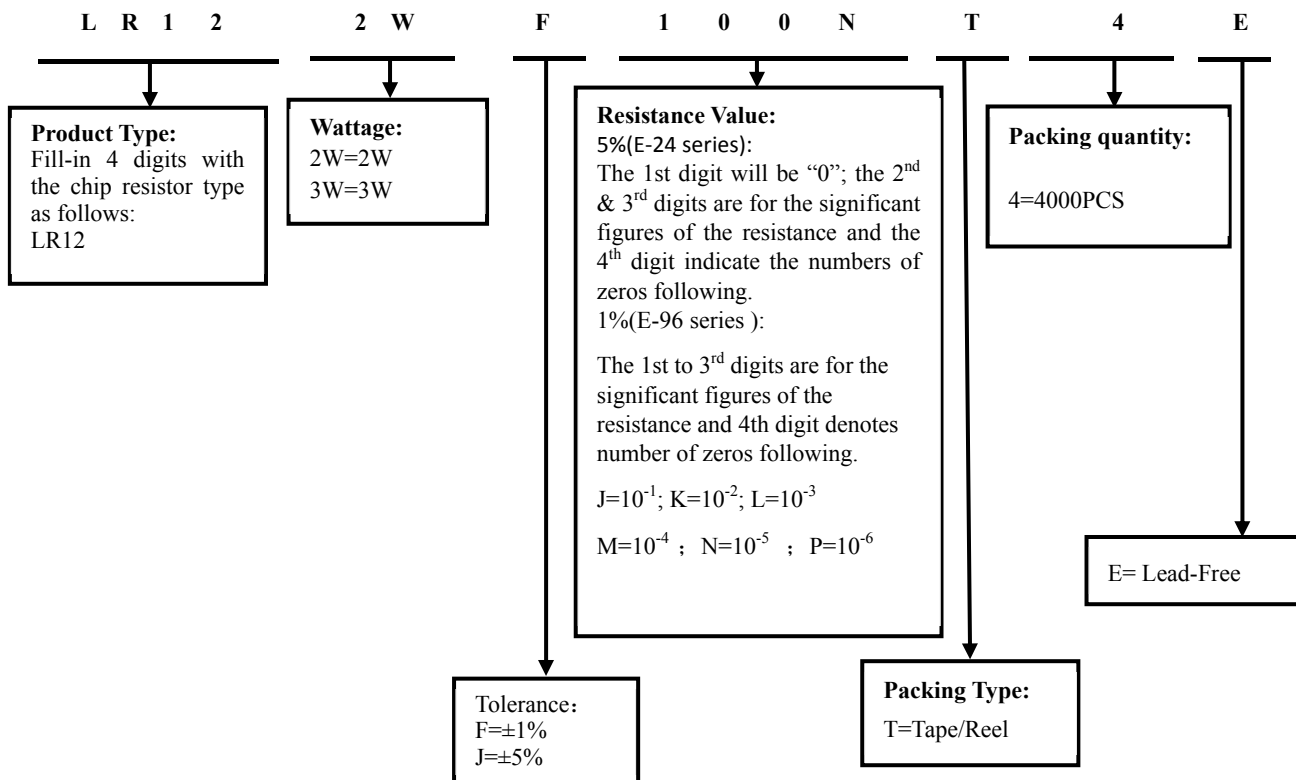 L R 1 2 2 W F 1 0 0 N T 4 E
Product Type:
Fill-in 4 digits with
the chip resistor type
as follows:
LR12
Wattage:
2W=2W
3W=3W
Resistance Value:
5%(E-24 series):
The 1st digit will be “0”; the 2nd
& 3rd digits are for the significant
figures of the resistance and the
4th digit indicate the numbers of
zeros following.
1%(E-96 series ):
The 1st to 3rd digits are for the
significant figures of the
resistance and 4th digit denotes
number of zeros following.
J=10-1; K=10-2; L=10-3
M=10-4 ； N=10-5 ；P=10-6
Packing quantity:
4=4000PCS
E= Lead-Free
Tolerance：
F=±1%
J=±5%
Packing Type:
T=Tape/Reel